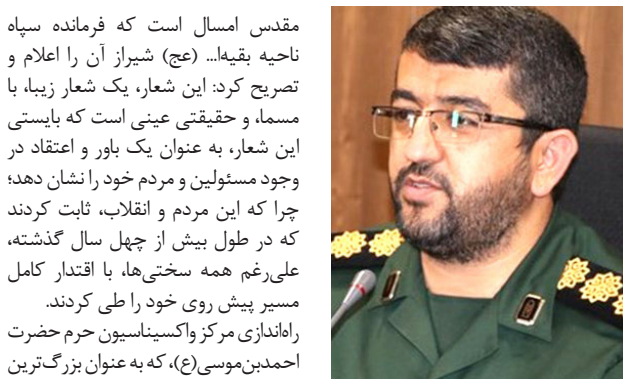 مقدس امسال است که فرمانده سپاه
ناحیه بقیه‌ا... (عج) شیراز آن را اعلام و
تصریح کرد: این شعار، یک شعار زیبا، با
مسما، و حقیقتی عینی است که بایستی
این شعار، به عنوان یک باور و اعتقاد در
وجود مسئولین و مردم خود را نشان دهد؛
چرا که این مردم و انقلاب، ثابت کردند
که در طول بیش از چهل سال گذشته،
علی‌رغم همه سختی‌ها، با اقتدار کامل
مسیر پیش روی خود را طی کردند.
راه‌اندازی مرکز واکسیناسیون حرم حضرت
احمدبن‌موسی(ع)، که به عنوان بزرگ‌ترین